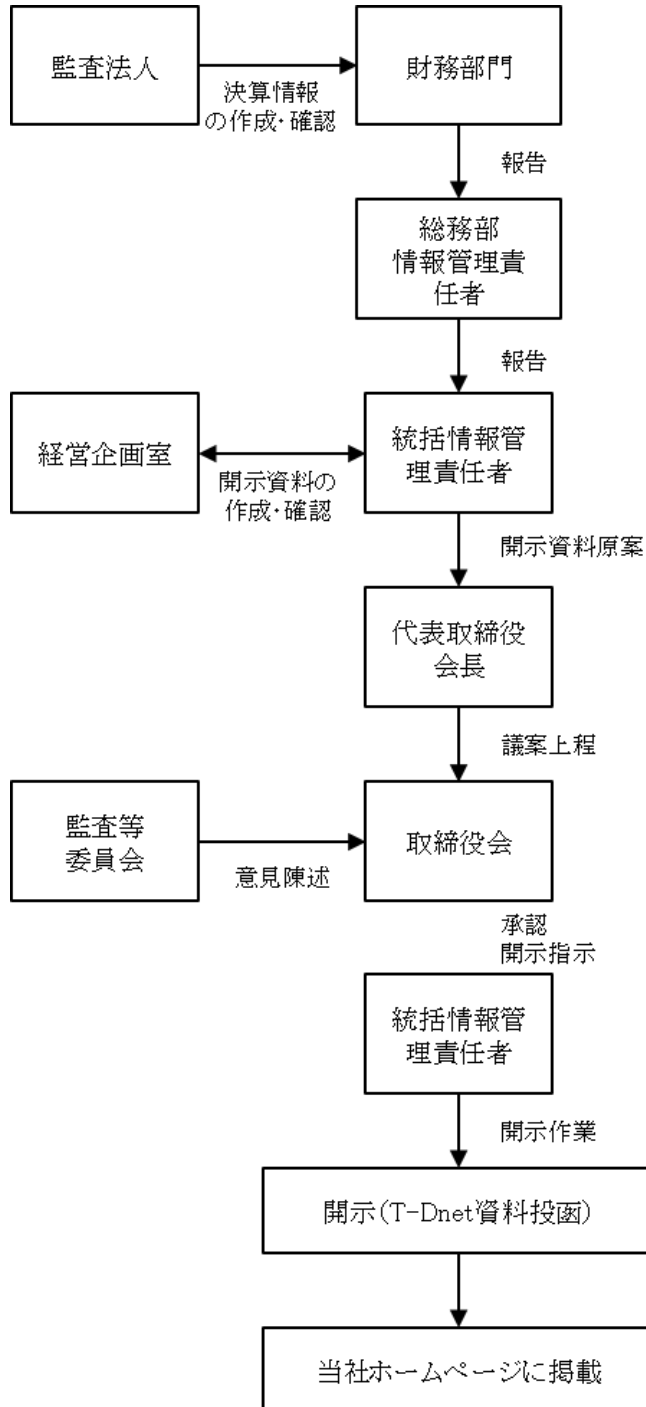 監査法人
財務部門
決算情報
の作成・確認
報告
総務部
情報管理責
任者
報告
経営企画室
統括情報管
理責任者
開示資料の
作成・確認
開示資料原案
代表取締役
会長
議案上程
監査等
委員会
取締役会
意見陳述
承認
開示指示
統括情報管
理責任者
開示作業
開示(T-Dnet資料投函)
当社ホームページに掲載